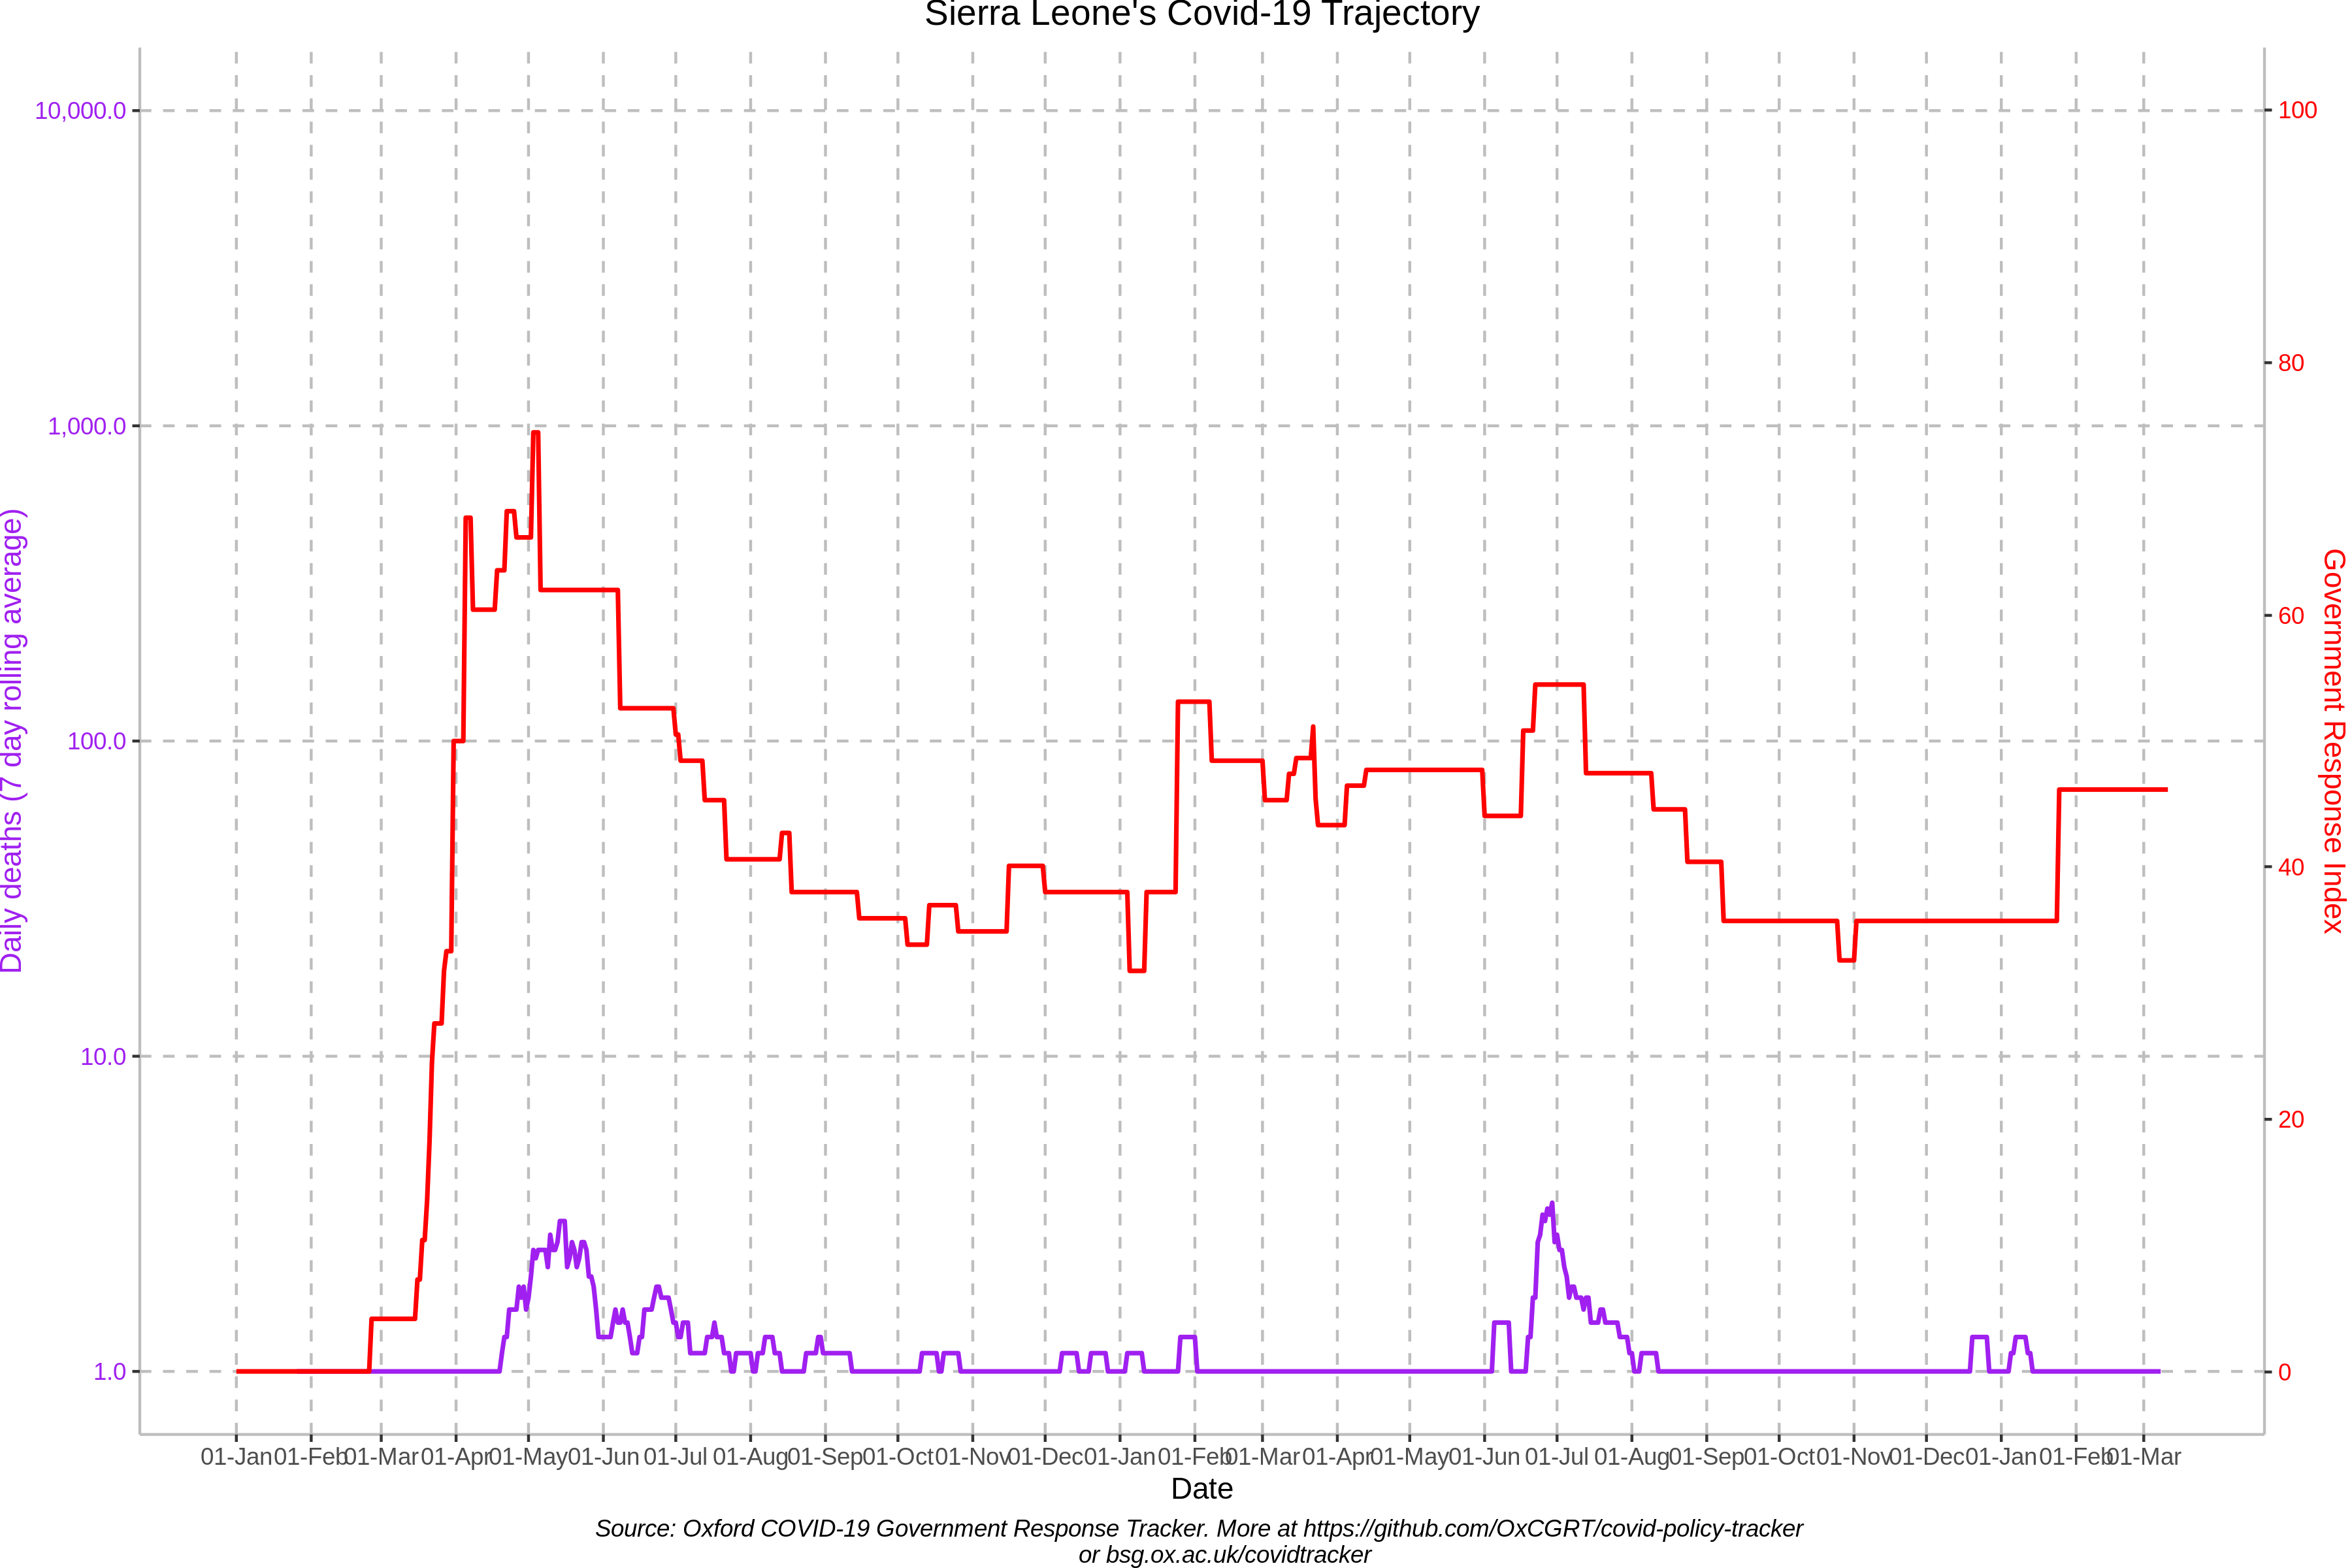 Sierra Leone's Covid-19 Trajectory
10,000.0
1,000.0
100.0
10.0
1.0
Daily deaths (7 day rolling average)
100
80
60
40
20
0
Government Response Index
01-Jan 01-Feb 01-Mar 01-Apr 01-May 01-Jun 01-Jul 01-Aug 01-Sep 01-Oct 01-Nov 01-Dec 01-Jan 01-Feb 01-Mar 01-Apr 01-May 01-Jun 01-Jul 01-Aug 01-Sep 01-Oct 01-Nov 01-Dec 01-Jan 01-Feb 01-Mar
Date
Source: Oxford COVID-19 Government Response Tracker. More at https://github.com/OxCGRT/covid-policy-tracker
or bsg.ox.ac.uk/covidtracker